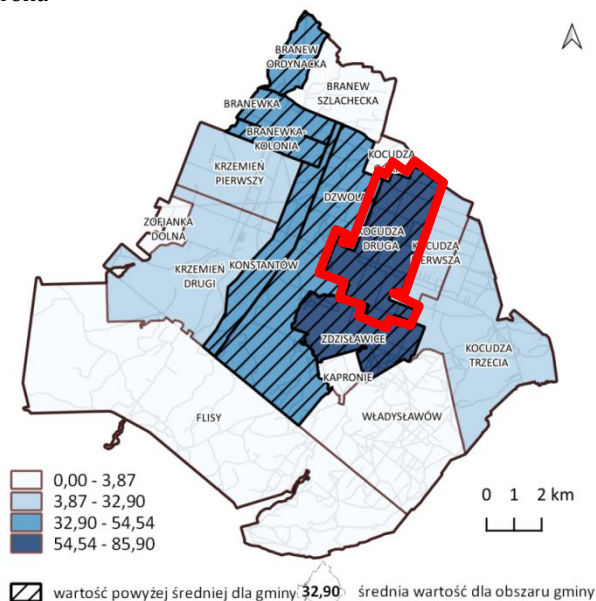 BRANEW
ORDYNACKA
BRANEW
SZLACHECKA
BRANEWKA
BRANEWKA-
KOLONIA
KOCUDZA
KRZEMIEŃ
PIERWSZY
DZWOLA
ZOFIANKA
DOLNA
KOCUDZA
DRUGA
KOCUDZA
PIERWSZA
KRZEMIEŃ
DRUGI
KONSTANTÓW
ZDZISŁAWICE
KOCUDZA
TRZECIA
KAPRONIE
FLISY
WŁADYSŁAWÓW
0,00 - 3,87
3,87 - 32,90
32,90 - 54,54
54,54 - 85,90
0 1 2 km
wartość powyżej średniej dla gminy
32,90 średnia wartość dla obszaru gminy